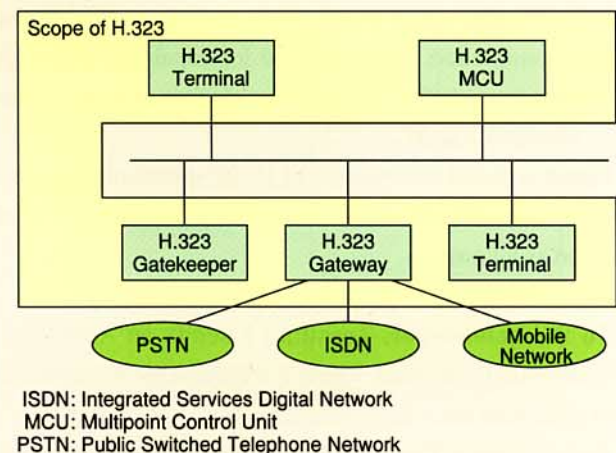 Scope of H.323
H.323
Terminal
H.323
MCU
H.323
Gatekeeper
H.323
Gateway
H.323
Terminal
PSTN
ISDN
Mobile
Network
ISDN: Integrated Services Digital Network
MCU: Multipoint Control Unit
PSTN: Public Switched Telephone Network